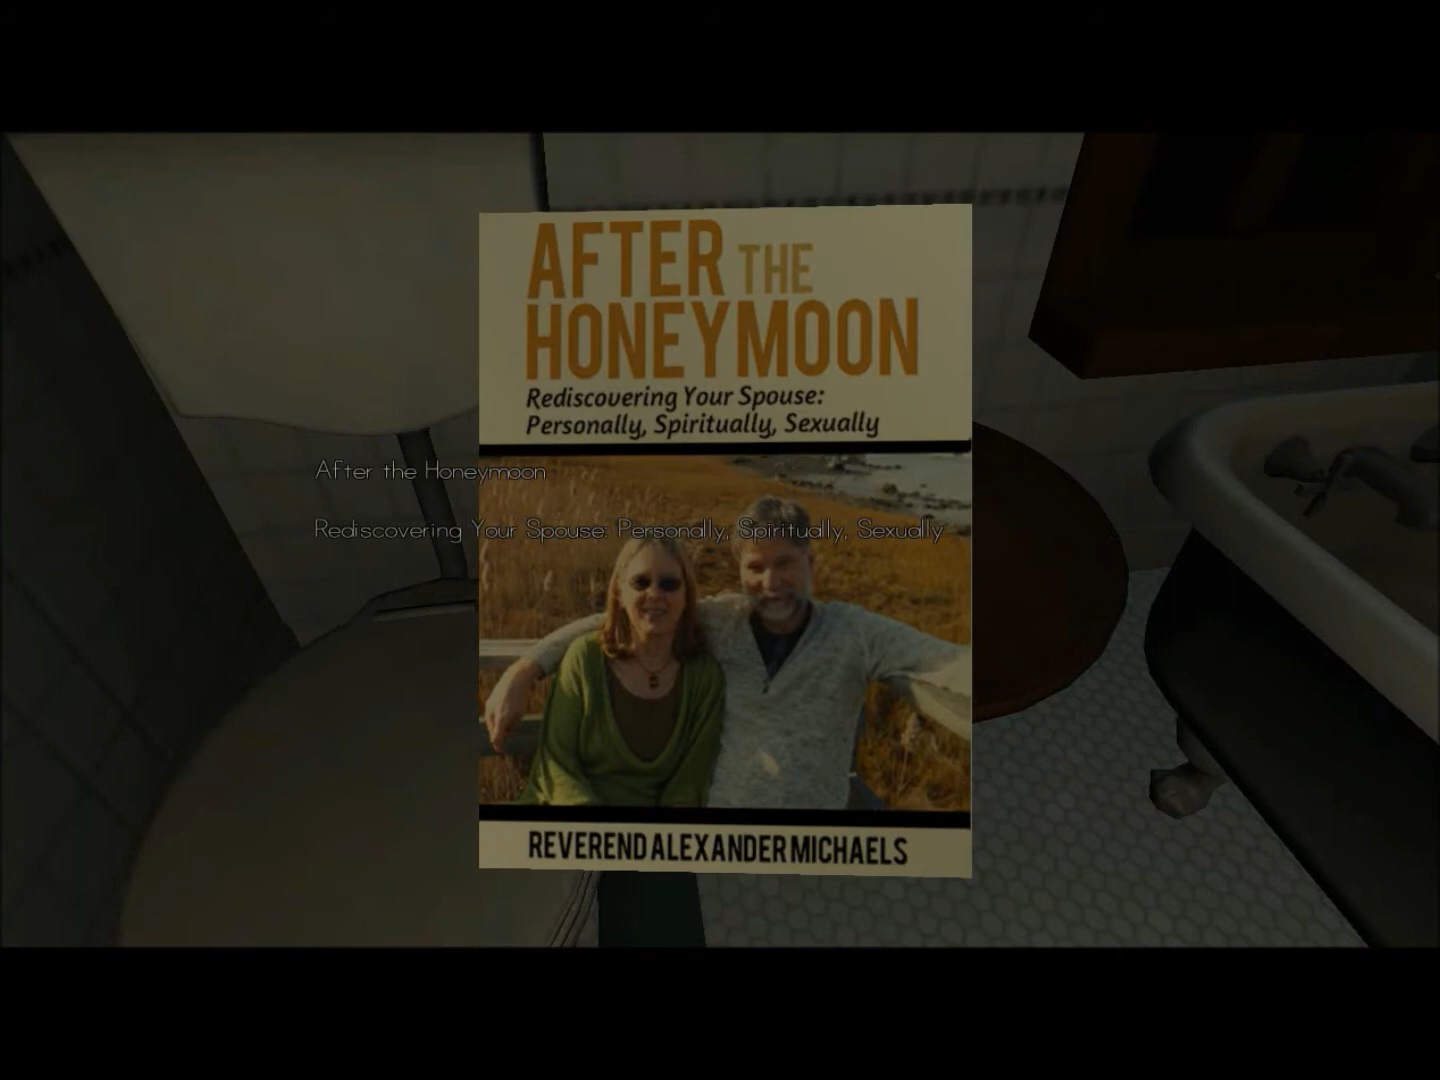 AFTER THE
HONEYMOON
Rediscovering Your Spouse:
Personally, Spiritually, Sexually
After the Honeymoon
Rediscovering Your Spouse: Personally, Spiritually, Sexually
REVEREND ALEXANDER MICHAELS